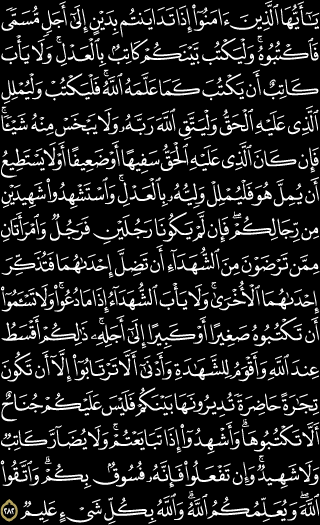 يَـٰٓأَيُّهَا ٱلَّذِينَ ءَامَنُوٓاْ إِذَا تَدَايَنتُم بِدَيْنٍ إِلَىٰٓ أَجَلٍ مُّسَمًّى
فَٱكْتُبُوهُۚ وَلْيَكْتُب بَّيْنَكُمْ كَاتِبُۢ بِٱلْعَدْلِۚ وَلَا يَأْبَ
كَاتِبٌ أَن يَكْتُبَ كَمَا عَلَّمَهُ ٱللَّهُۚ فَلْيَكْتُبْ وَلْيُمْلِلِ
ٱلَّذِى عَلَيْهِ ٱلْحَقُّ وَلْيَتَّقِ ٱللَّهَ رَبَّهُۥ وَلَا يَبْخَسْ مِنْهُ شَيْـًٔاۚ
فَإِن كَانَ ٱلَّذِى عَلَيْهِ ٱلْحَقُّ سَفِيهًا أَوْ ضَعِيفًا أَوْ لَا يَسْتَطِيعُ
أَن يُمِلَّ هُوَ فَلْيُمْلِلْ وَلِيُّهُۥ بِٱلْعَدْلِۚ وَٱسْتَشْهِدُواْ شَهِيدَيْنِ
مِن رِّجَالِكُمْۖ فَإِن لَّمْ يَكُونَا رَجُلَيْنِ فَرَجُلٌ وَٱمْرَأَتَانِ
مِمَّن تَرْضَوْنَ مِنَ ٱلشُّهَدَآءِ أَن تَضِلَّ إِحْدَىٰهُمَا فَتُذَكِّرَ
إِحْدَىٰهُمَا ٱلْأُخْرَىٰۚ وَلَا يَأْبَ ٱلشُّهَدَآءُ إِذَا مَا دُعُواْۚ وَلَا تَسْـَٔمُوٓاْ
أَن تَكْتُبُوهُ صَغِيرًا أَوْ كَبِيرًا إِلَىٰٓ أَجَلِهِۦۚ ذَٰلِكُمْ أَقْسَطُ
عِندَ ٱللَّهِ وَأَقْوَمُ لِلشَّهَـٰدَةِ وَأَدْنَىٰٓ أَلَّا تَرْتَابُوٓاْ إِلَّآ أَن تَكُونَ
تِجَـٰرَةً حَاضِرَةً تُدِيرُونَهَا بَيْنَكُمْ فَلَيْسَ عَلَيْكُمْ جُنَاحٌ
أَلَّا تَكْتُبُوهَاۗ وَأَشْهِدُوٓاْ إِذَا تَبَايَعْتُمْۚ وَلَا يُضَآرَّ كَاتِبٌ
وَلَا شَهِيدٌۚ وَإِن تَفْعَلُواْ فَإِنَّهُۥ فُسُوقُۢ بِكُمْۗ وَٱتَّقُواْ
ٱللَّهَۖ وَيُعَلِّمُكُمُ ٱللَّهُۗ وَٱللَّهُ بِكُلِّ شَىْءٍ عَلِيمٌ ٢٨٢